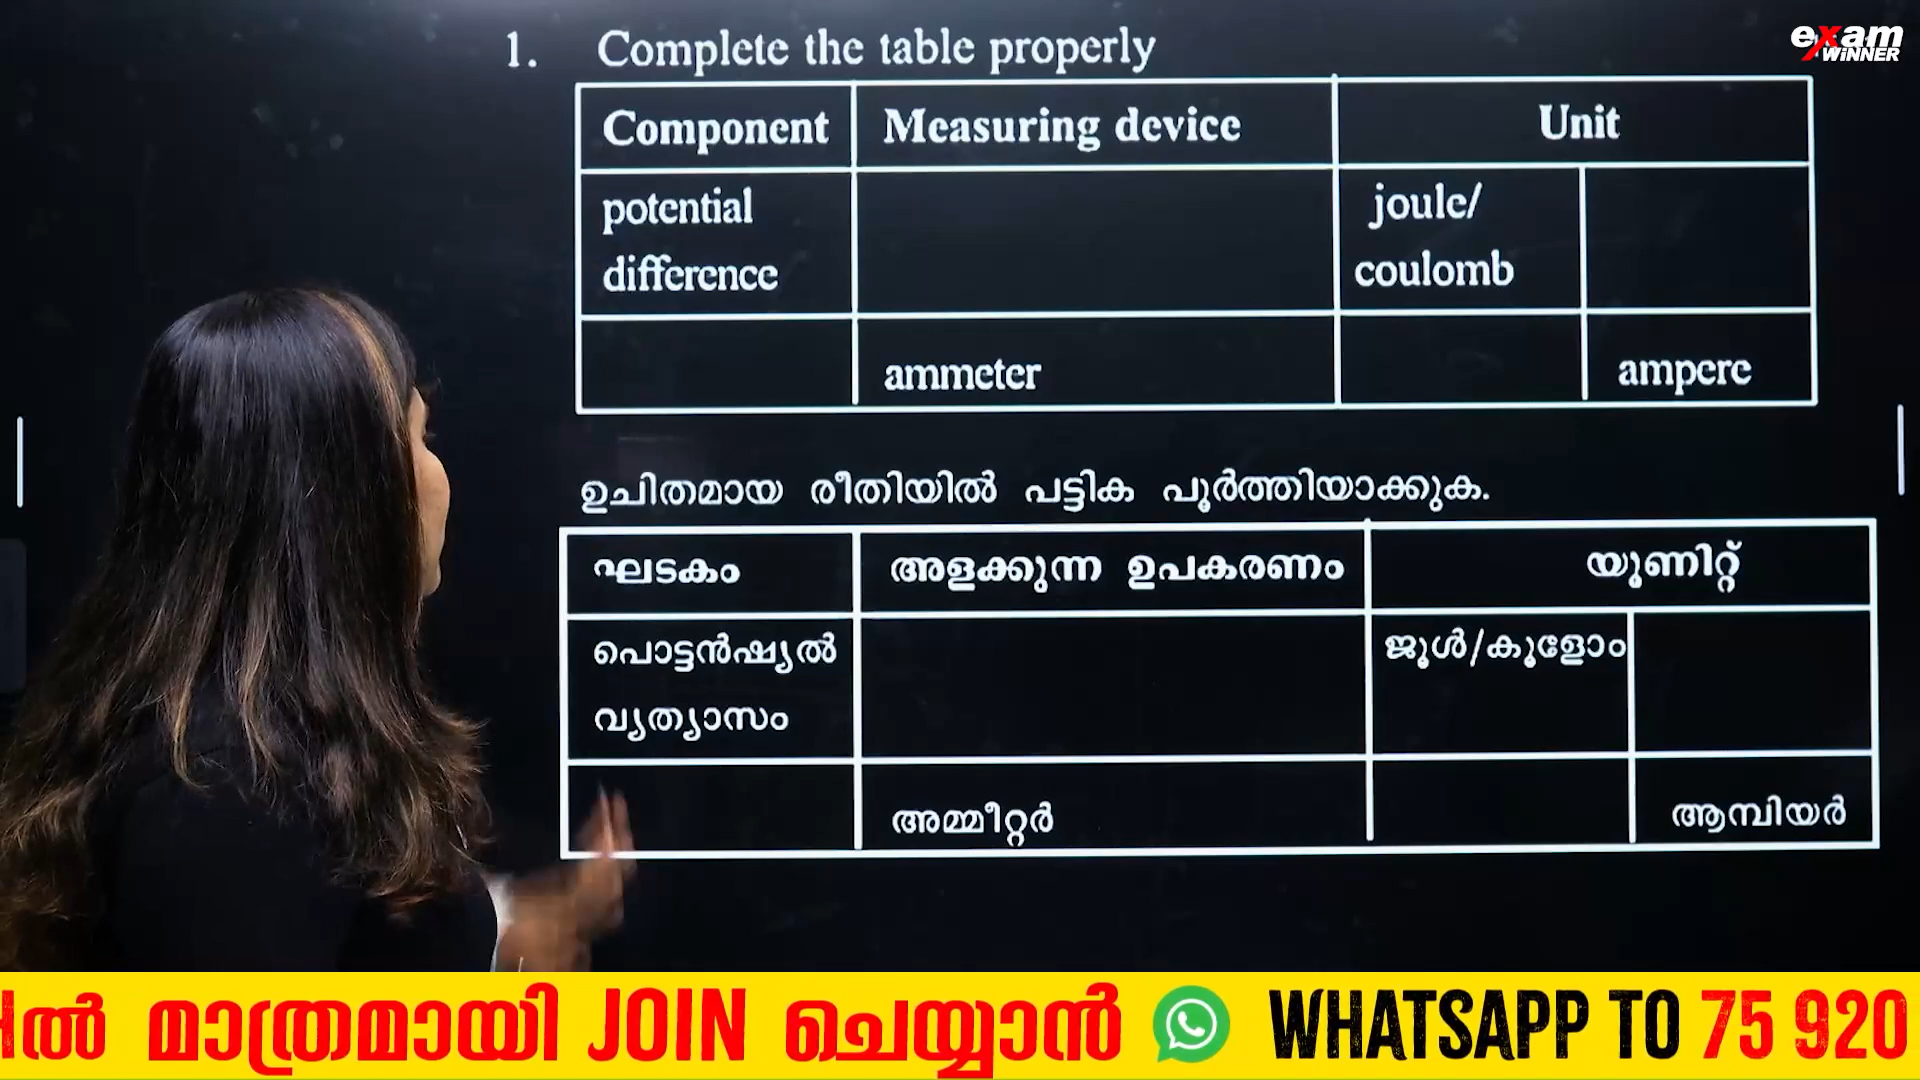 exam
WiNNER
1. Complete the table properly
Component Measuring device Unit
potential joule/
difference coulomb
ammeter ampere
ഉചിതമായ രീതിയിൽ പട്ടിക പൂർത്തിയാക്കുക.
ഘടകം അളക്കുന്ന ഉപകരണം യൂണിറ്റ്
പൊട്ടൻഷ്യൽ ജൂൾ/കൂളോം
വ്യത്യാസം
അമ്മീറ്റർ ആമ്പിയർ
മാത്രമായി JOIN ചെയ്യാൻ WHATSAPP TO 75 920